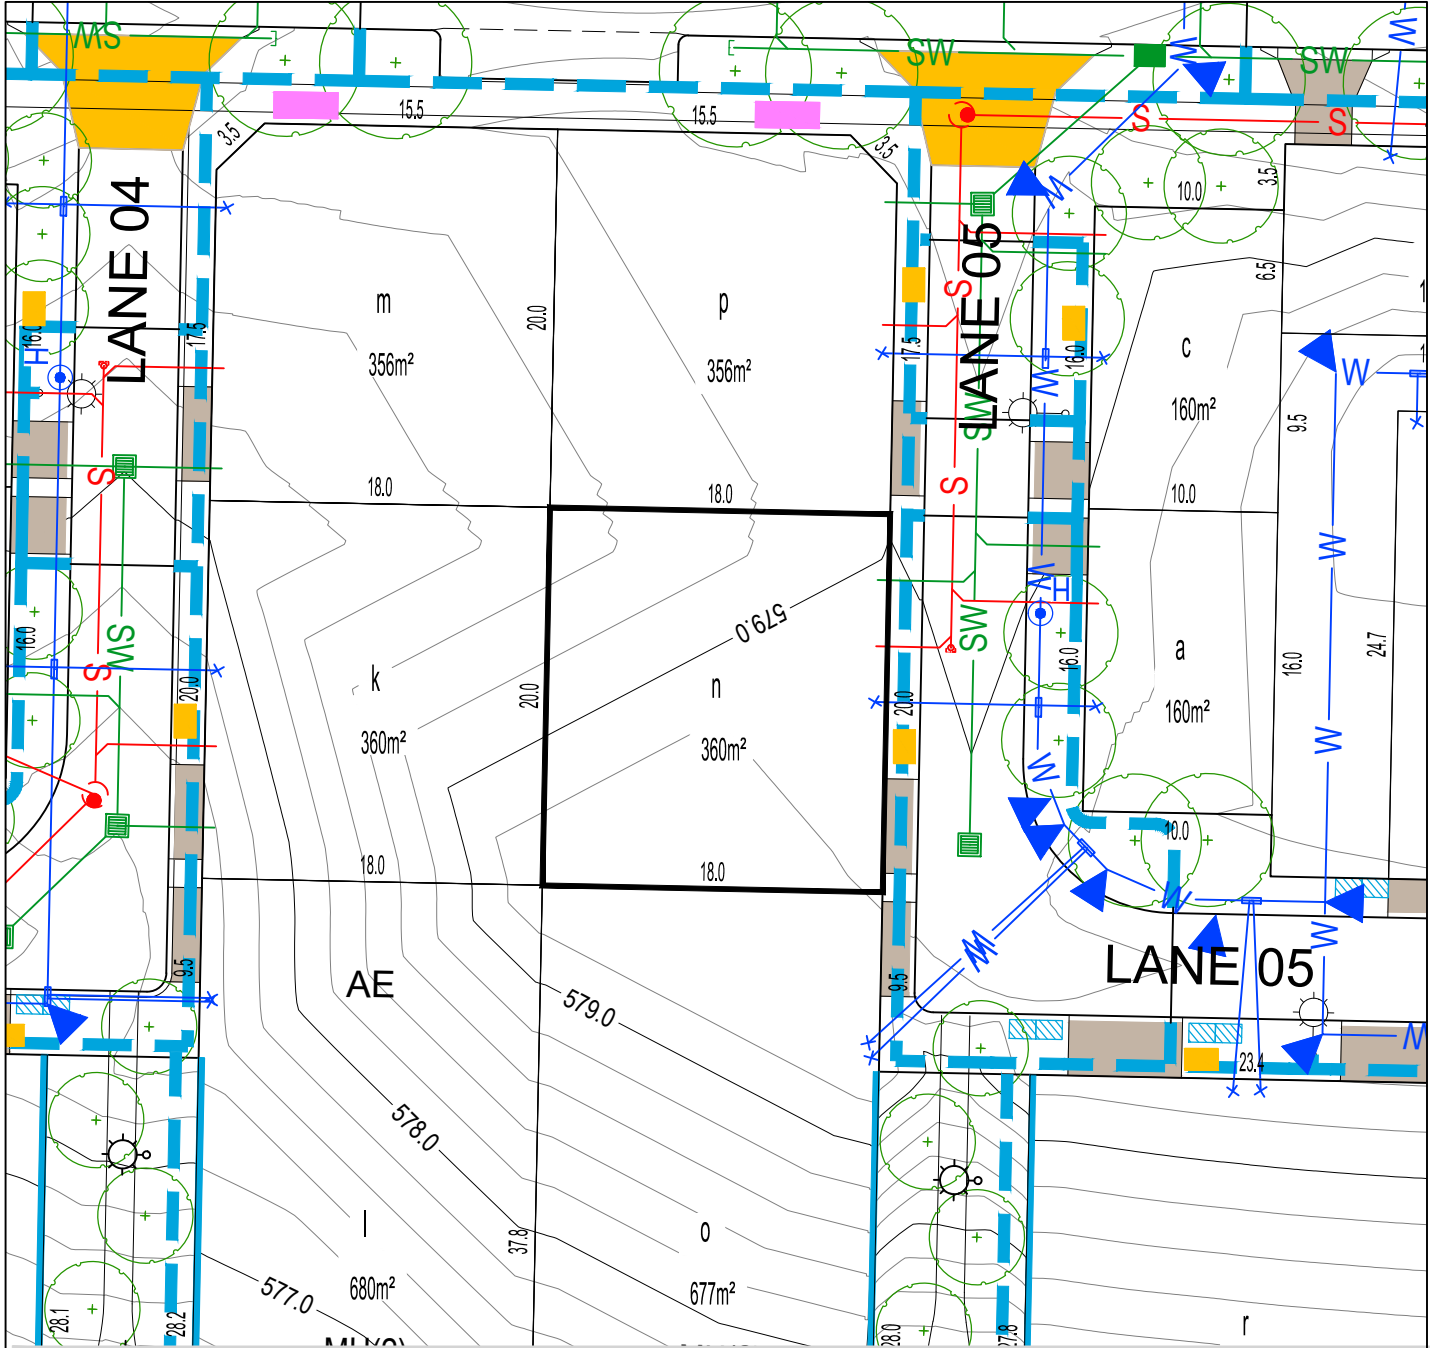 SW
SW
SW
W
W
15.5
15.5
3.5
3.5
S
S
LANE 04
W
10.0
3.5
LANE 05
6.5
m
356m²
20.0
p
356m²
17.5
17.5
16.0
H
S
16.0
c
160m²
W
W
9.5
SW
18.0
18.0
10.0
S
S
W
W
H
579.0
SW
SW
16.0
16.0
a
160m²
16.0
24.7
k
360m²
20.0
n
360m²
20.0
20.0
S
W
W
10.0
18.0
18.0
W
W
9.5
9.5
AE
579.0
W
W
LANE 05
W
23.4
578.0
l
680m²
37.8
o
677m²
577.0
28.1
28.2
28.0
27.8
r